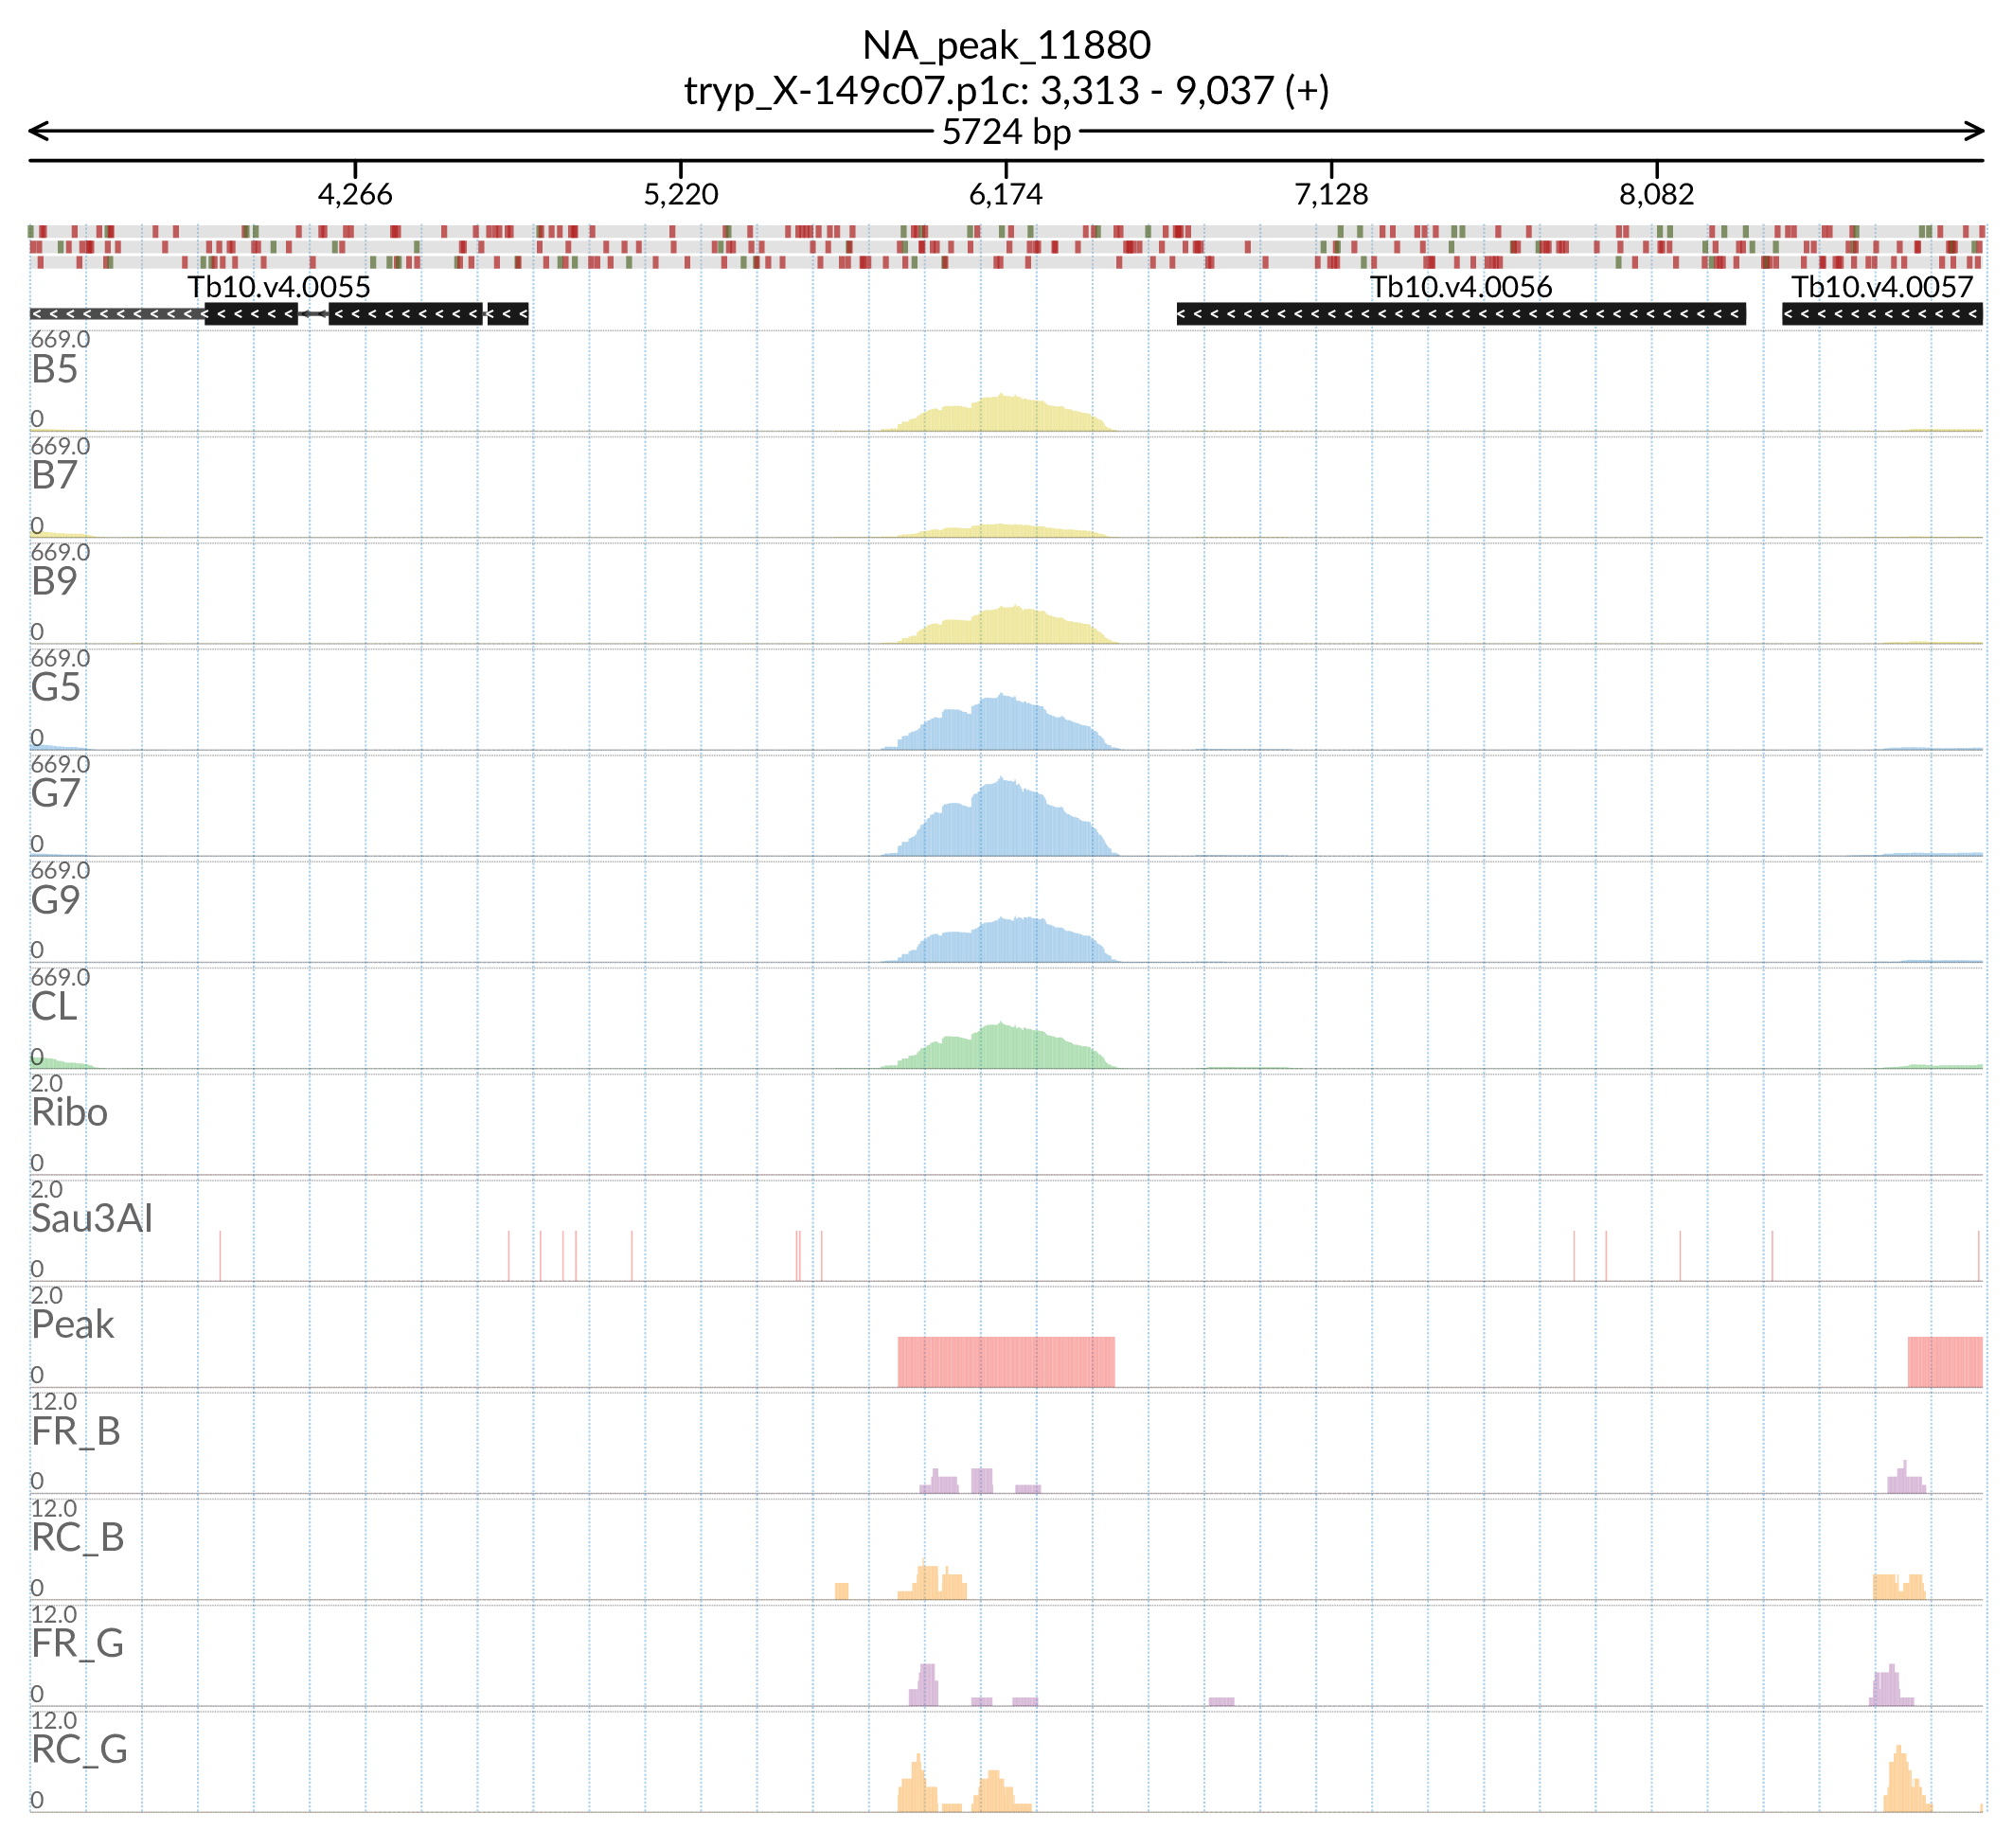 NA_peak_11880
tryp_X-149c07.p1c: 3,313 - 9,037 (+)
5724 bp
4,266 5,220 6,174 7,128 8,082
Tb10.v4.0055 Tb10.v4.0056 Tb10.v4.0057
669.0
B5
0
669.0
B7
0
669.0
B9
0
669.0
G5
0
669.0
G7
0
669.0
G9
0
669.0
CL
0
2.0
Ribo
0
2.0
Sau3AI
0
2.0
Peak
0
12.0
FR_B
0
12.0
RC_B
0
12.0
FR_G
0
12.0
RC_G
0